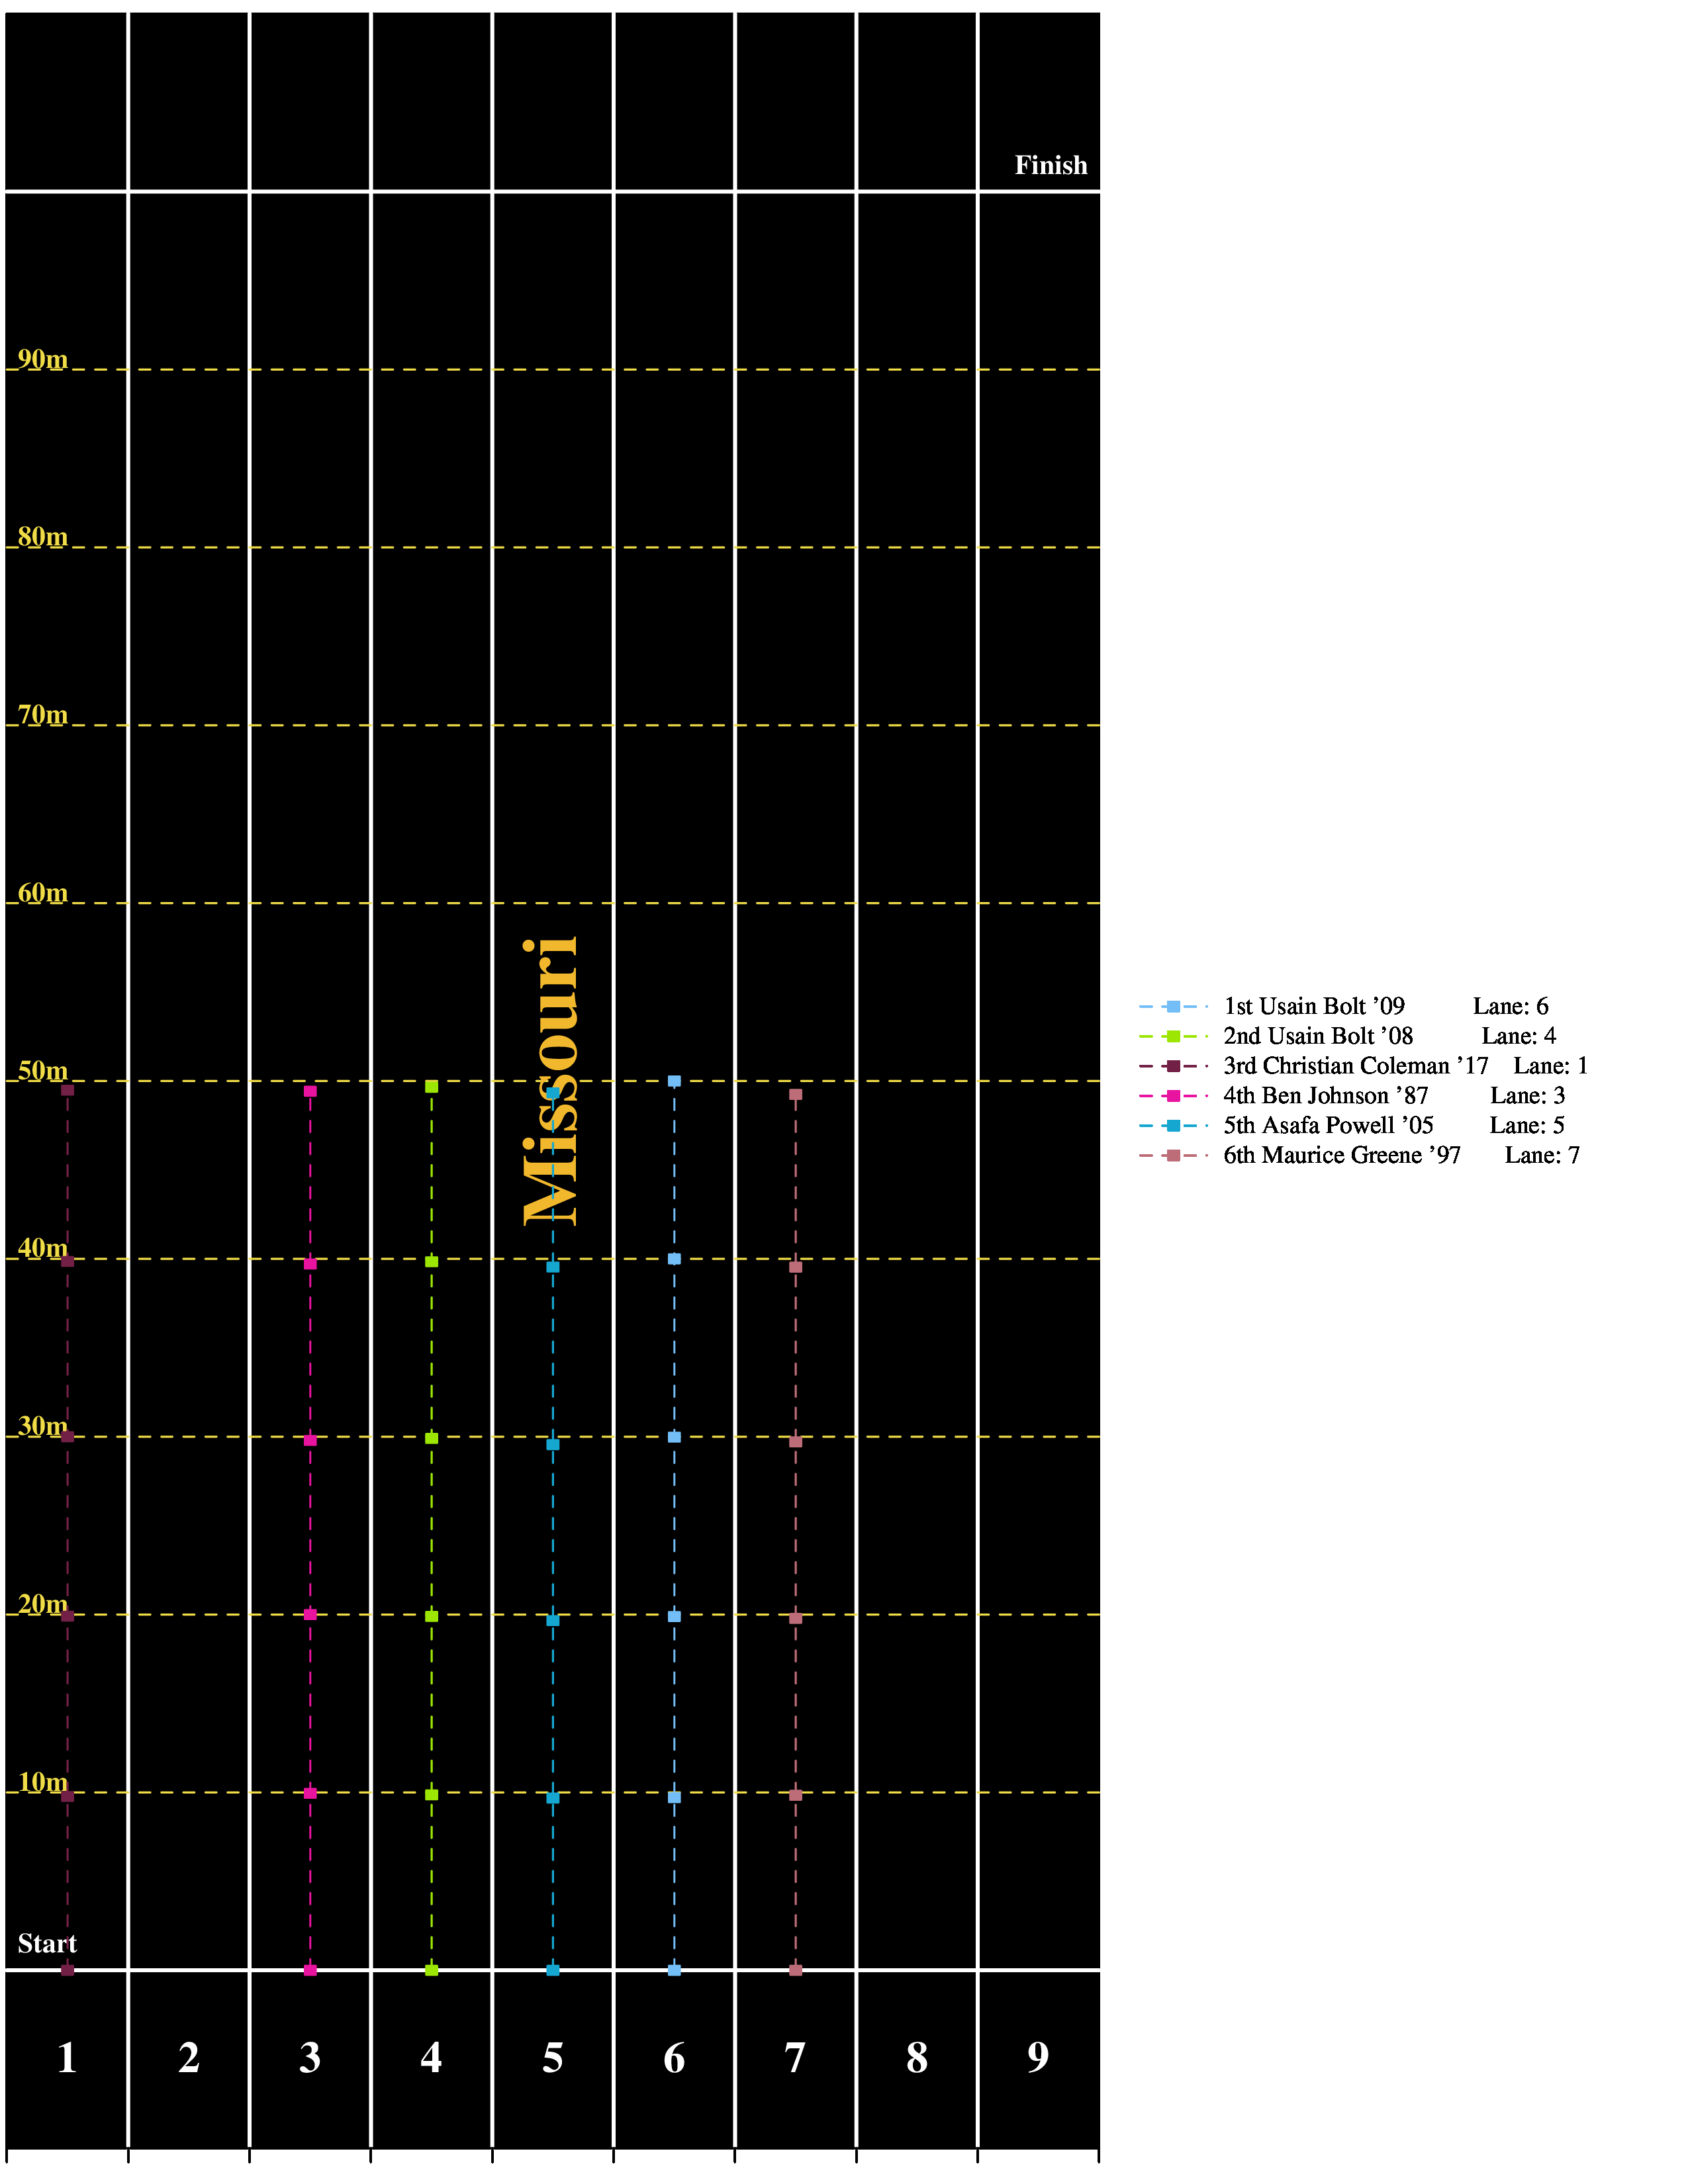 Finish
90m
80m
70m
60m
Missouri
50m
40m
30m
20m
10m
Start
1 2 3 4 5 6 7 8 9
1st Usain Bolt ’09 Lane: 6
2nd Usain Bolt ’08 Lane: 4
3rd Christian Coleman ’17 Lane: 1
4th Ben Johnson ’87 Lane: 3
5th Asafa Powell ’05 Lane: 5
6th Maurice Greene ’97 Lane: 7